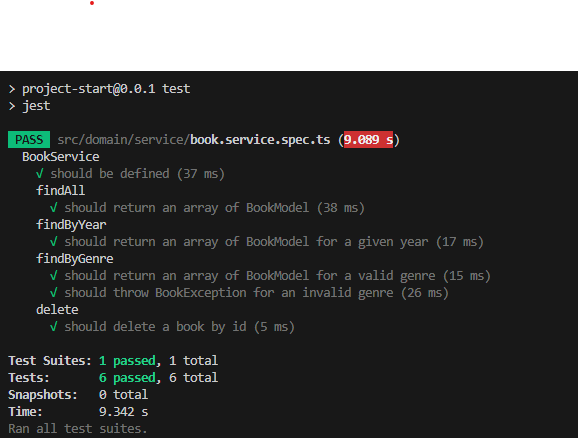 > project-start@0.0.1 test
> jest
PASS src/domain/service/book.service.spec.ts (9.089 s)
BookService
√ should be defined (37 ms)
findAll
√ should return an array of BookModel (38 ms)
findByYear
√ should return an array of BookModel for a given year (17 ms)
findByGenre
√ should return an array of BookModel for a valid genre (15 ms)
√ should throw BookException for an invalid genre (26 ms)
delete
√ should delete a book by id (5 ms)
Test Suites: 1 passed, 1 total
Tests: 6 passed, 6 total
Snapshots: 0 total
Time: 9.342 s
Ran all test suites.